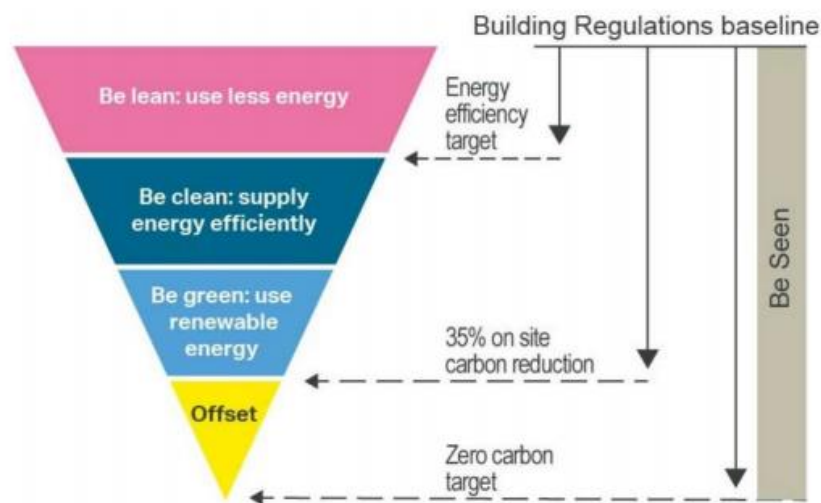 Building Regulations baseline
Be lean: use less energy
Energy
efficiency
target
Be clean: supply
energy efficiently
Be green: use
renewable
energy
35% on site
carbon reduction
Offset
Zero carbon
target
Be Seen